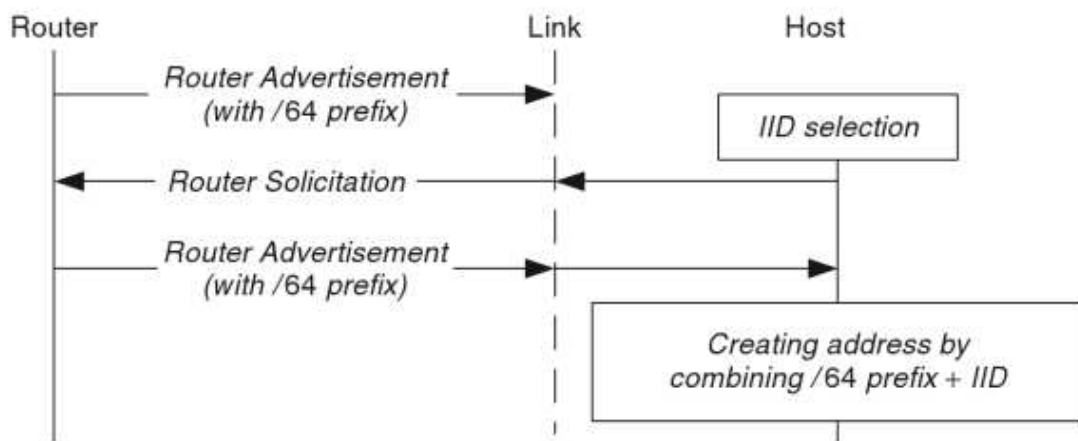 Router
Link
Host
Router Advertisement
(with /64 prefix)
IID selection
Router Solicitation
Router Advertisement
(with /64 prefix)
Creating address by
combining /64 prefix + IID